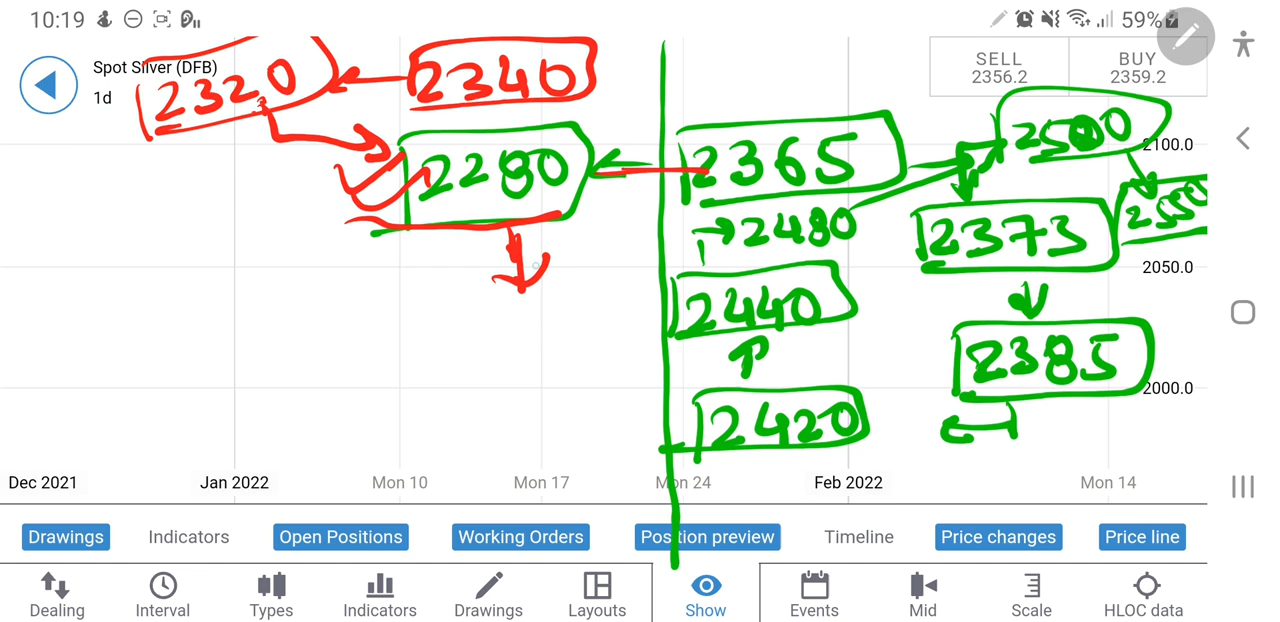 10:19
59%
Spot Silver (DFB)
1d
SELL
2356.2
BUY
2359.2
2320
2340
2280
2365
2500
2480
2373
2550
2440
2385
2420
2100.0
2050.0
2000.0
Dec 2021
Jan 2022
Mon 10
Mon 17
Mon 24
Feb 2022
Mon 14
Drawings
Indicators
Open Positions
Working Orders
Position preview
Timeline
Price changes
Price line
Dealing
Interval
Types
Indicators
Drawings
Layouts
Show
Events
Mid
Scale
HLOC data